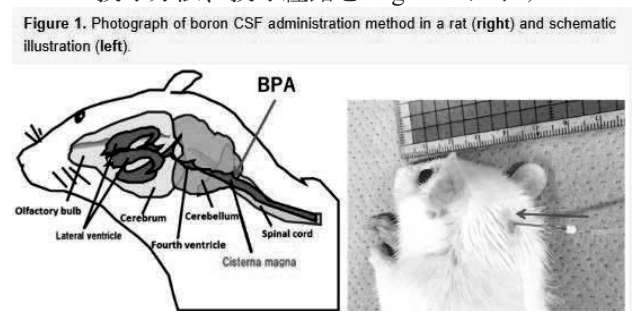 Figure 1. Photograph of boron CSF administration method in a rat (right) and schematic
illustration (left).
BPA
Olfactory bulb
Lateral ventricle
Cerebrum
Cerebellum
Fourth ventricle
Spinal cord
Cisterna magna